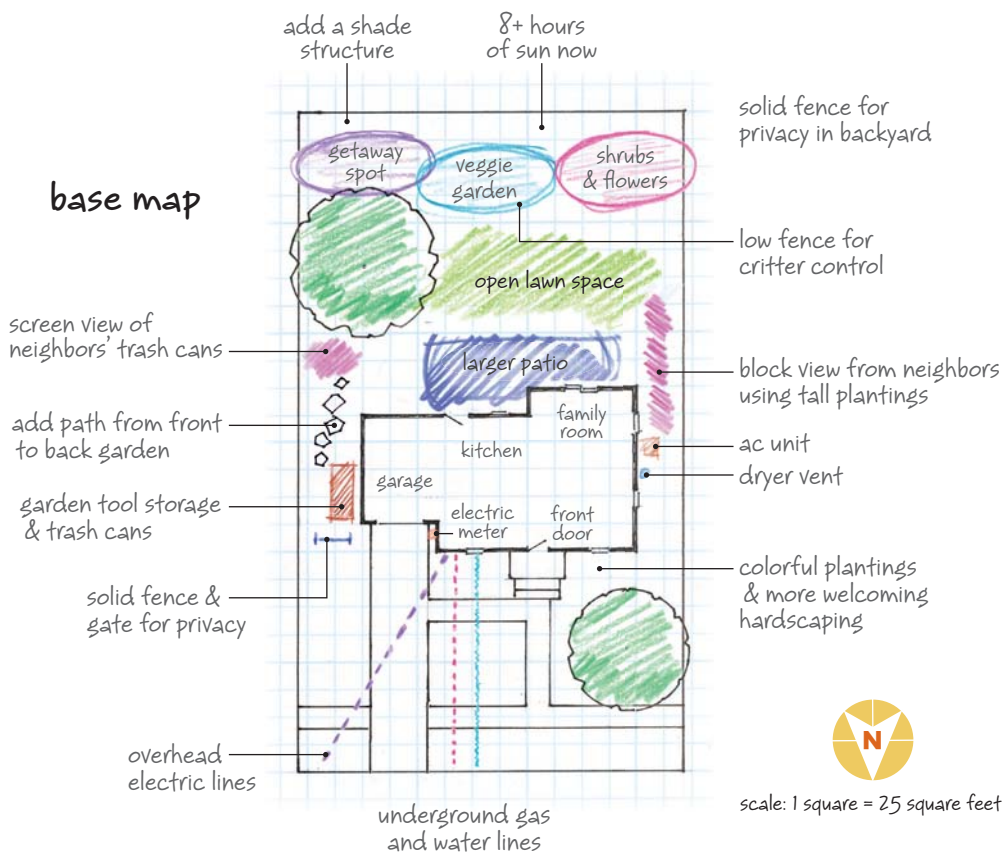 add a shade
structure
8+ hours
of sun now
solid fence for
privacy in backyard
base map
getaway
spot
veggie
garden
shrubs
& flowers
low fence for
critter control
open lawn space
screen view of
neighbors' trash cans
larger patio
block view from neighbors
using tall plantings
add path from front
to back garden
family
room
kitchen
ac unit
dryer vent
garage
garden tool storage
& trash cans
electric
meter
front
door
solid fence &
gate for privacy
colorful plantings
& more welcoming
hardscaping
overhead
electric lines
N
scale: 1 square = 25 square feet
underground gas
and water lines